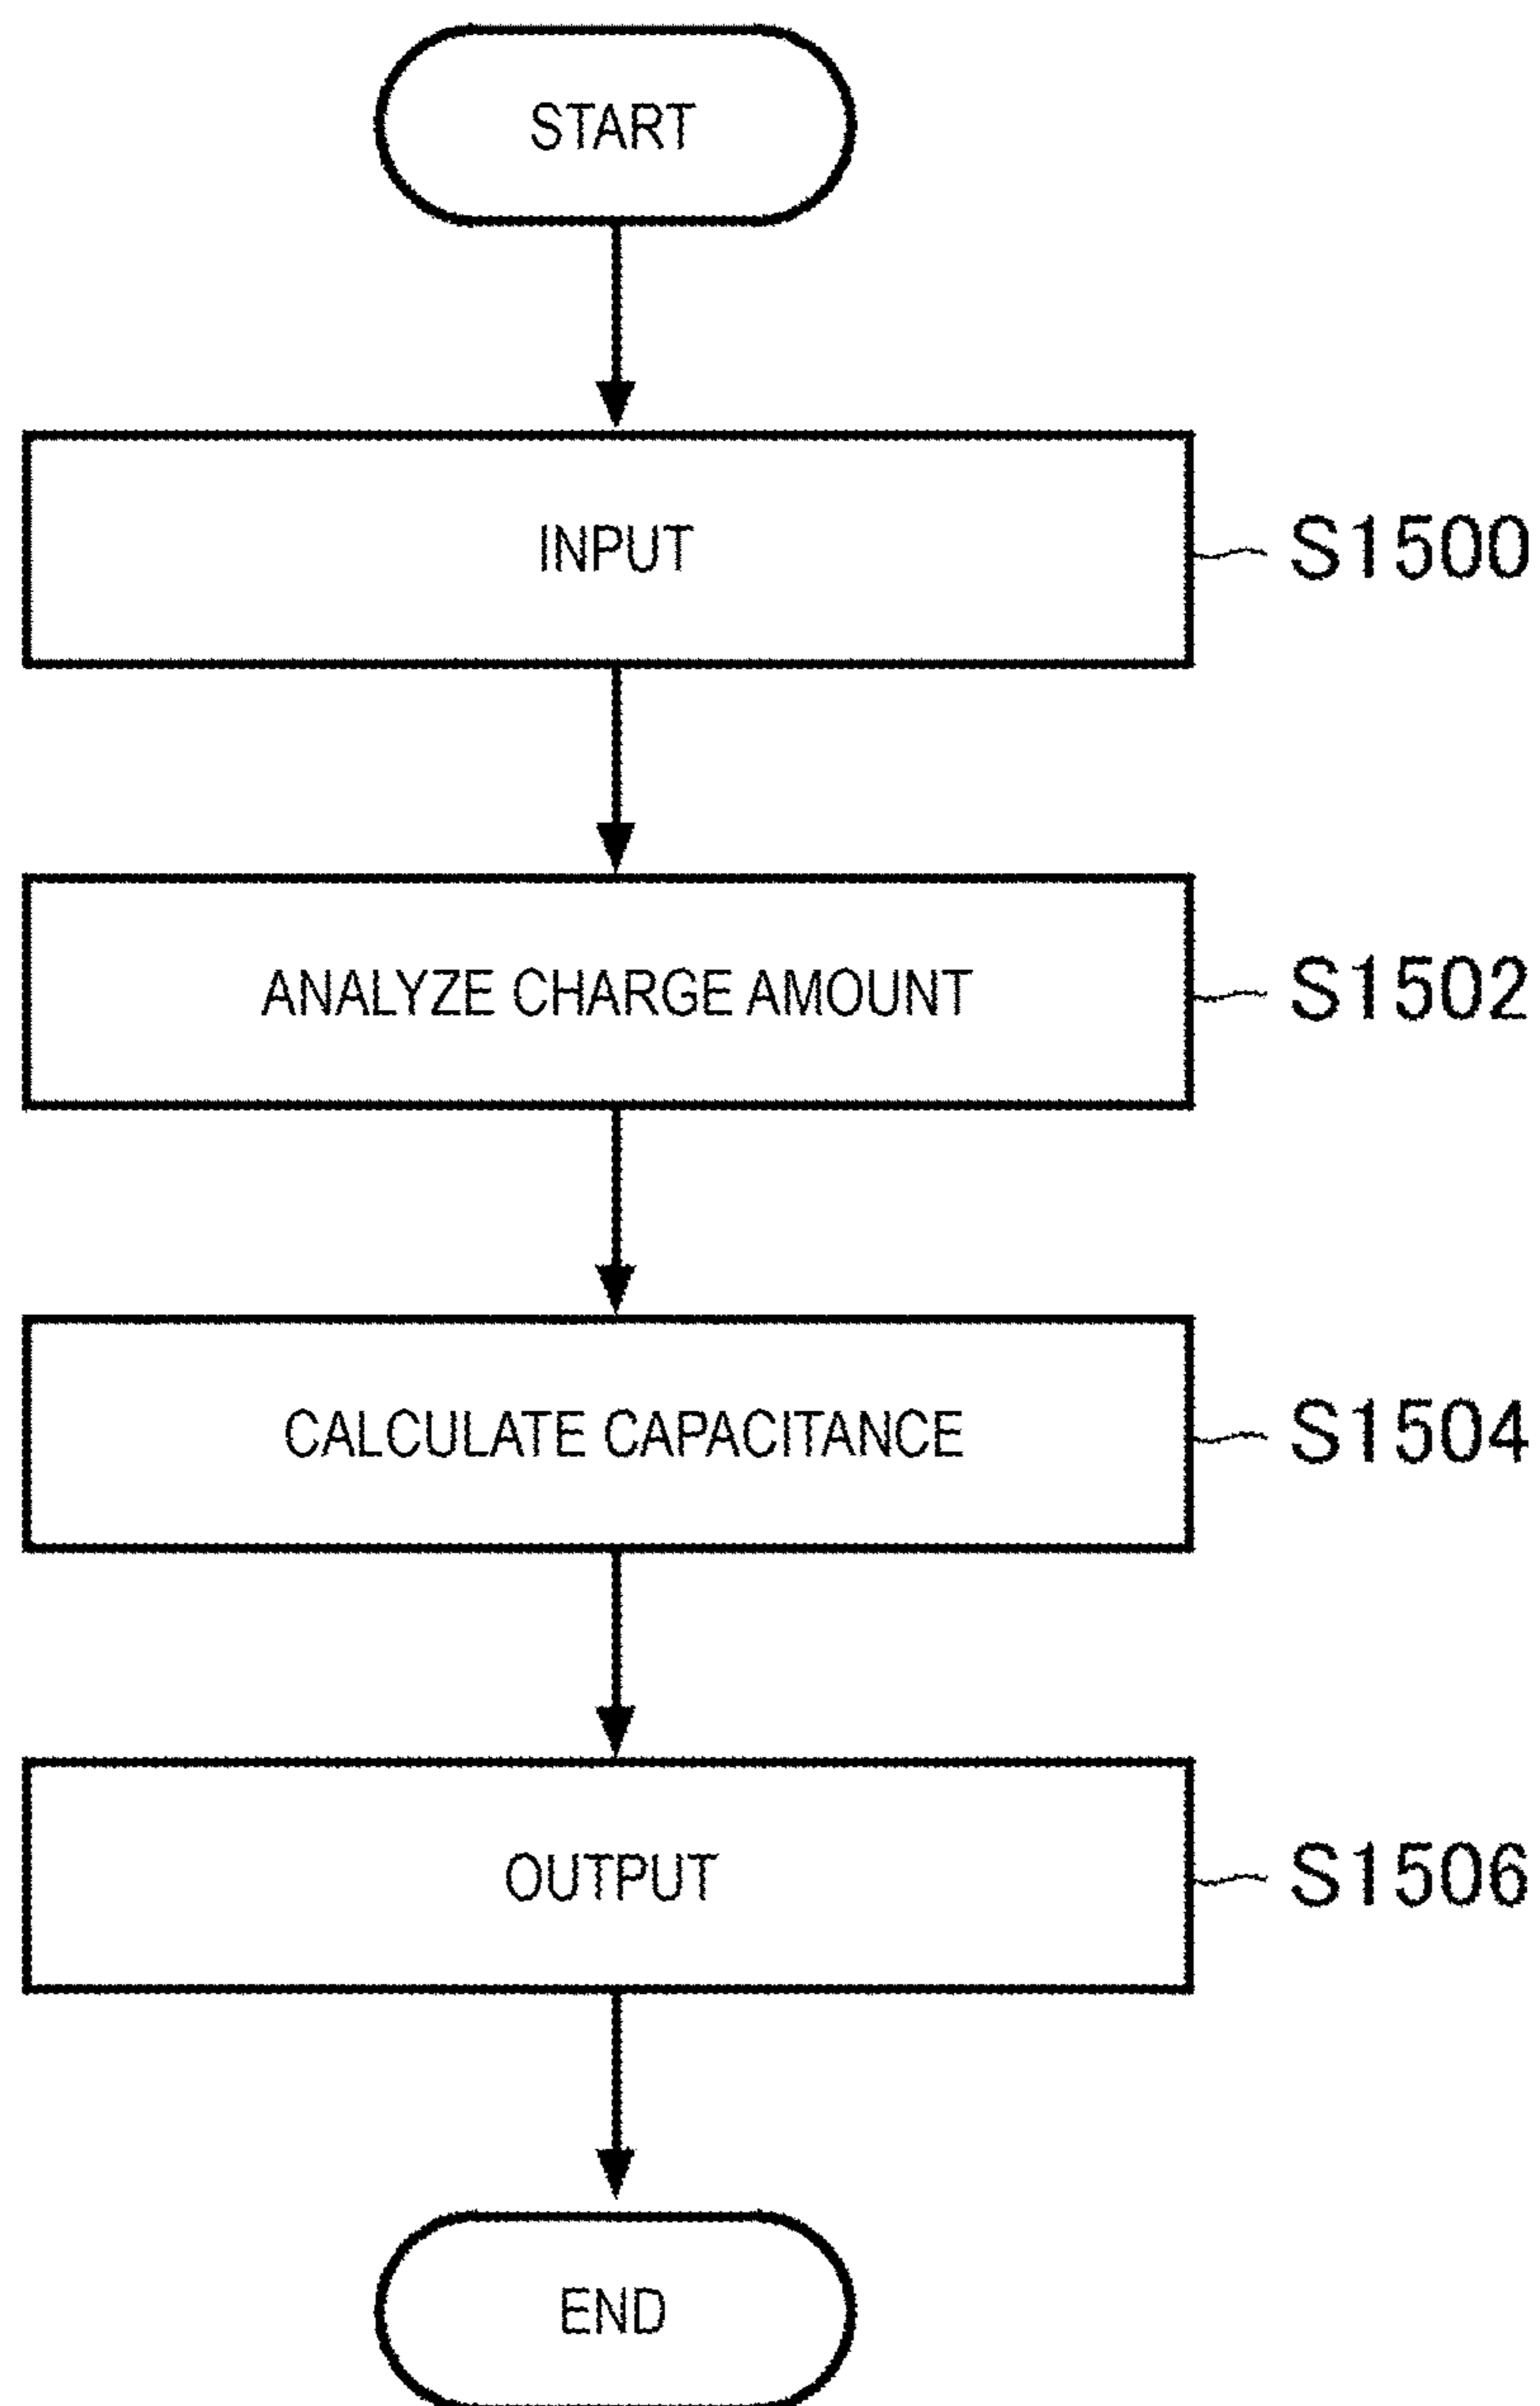 START
INPUT
S1500
ANALYZE CHARGE AMOUNT
S1502
CALCULATE CAPACITANCE
S1504
OUTPUT
S1506
END